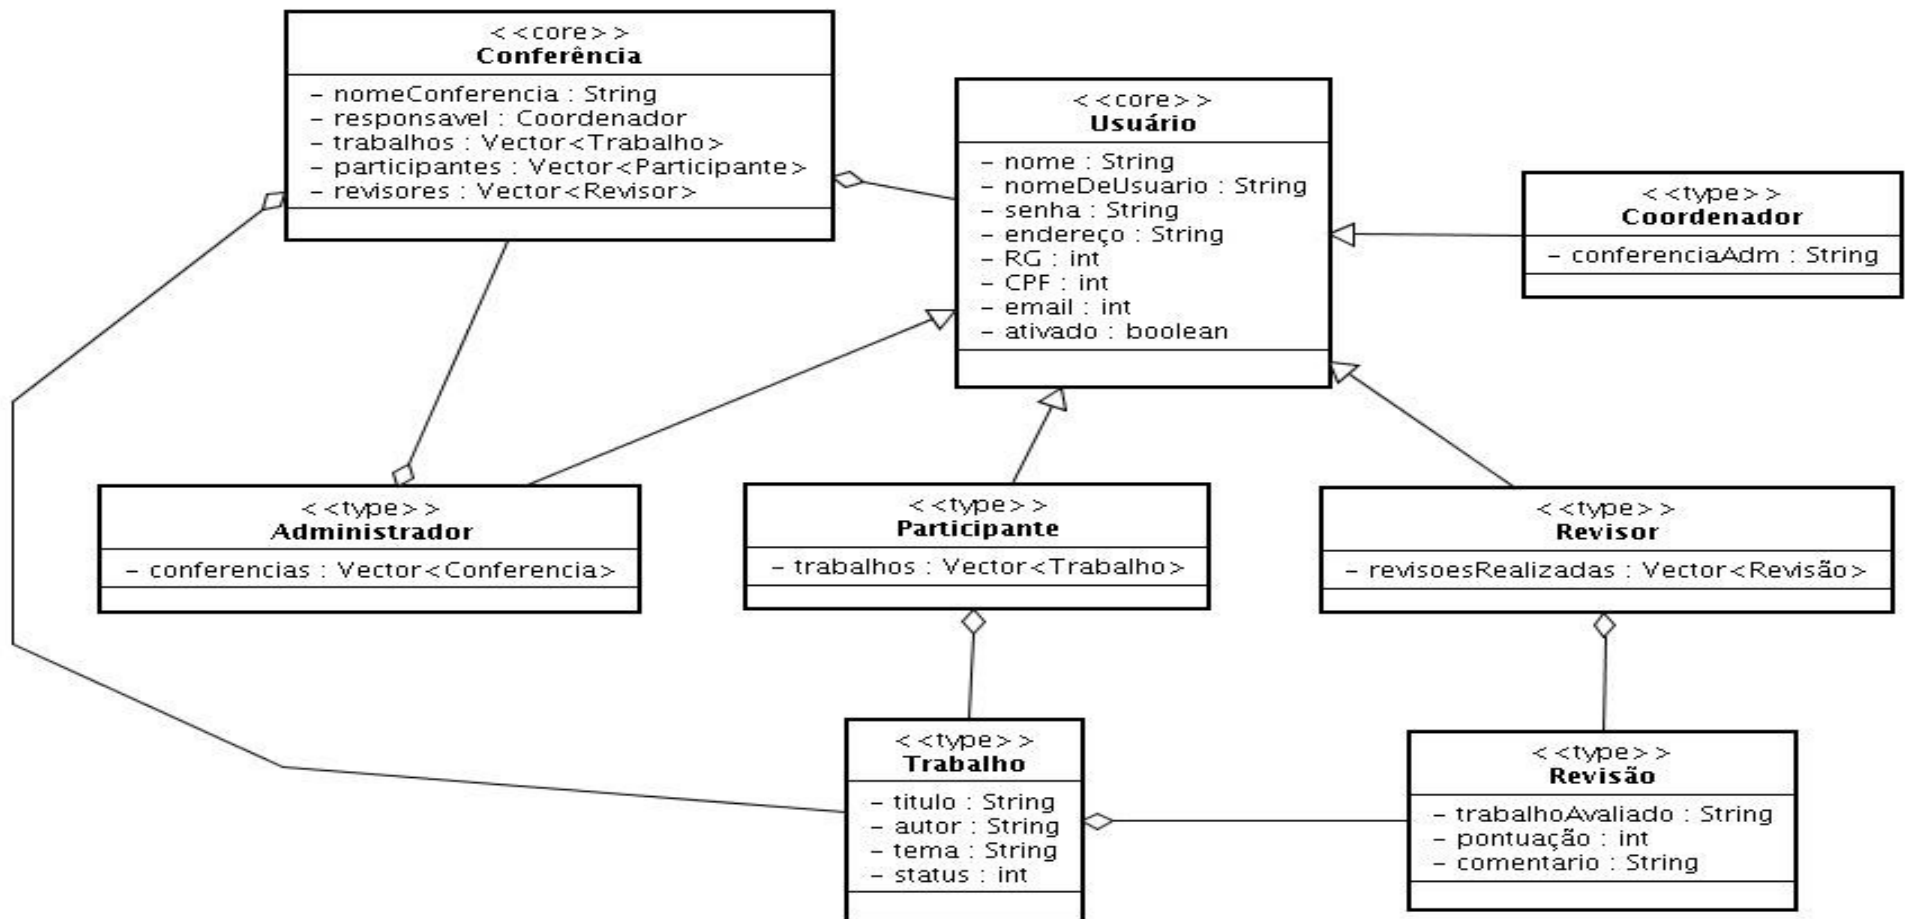 < <core> >
Conferência
– nomeConferencia : String
– responsavel : Coordenador
– trabalhos : Vector<Trabalho>
– participantes : Vector<Participante>
– revisores : Vector<Revisor>
< <core> >
Usuário
– nome : String
– nomeDeUsuario : String
– senha : String
– endereço : String
– RG : int
– CPF : int
– email : int
– ativado : boolean
< <type> >
Coordenador
– conferenciaAdm : String
< <type> >
Administrador
– conferencias : Vector<Conferencia>
< <type> >
Participante
– trabalhos : Vector<Trabalho>
< <type> >
Revisor
– revisoesRealizadas : Vector<Revisão>
< <type> >
Trabalho
– titulo : String
– autor : String
– tema : String
– status : int
< <type> >
Revisão
– trabalhoAvaliado : String
– pontuação : int
– comentario : String